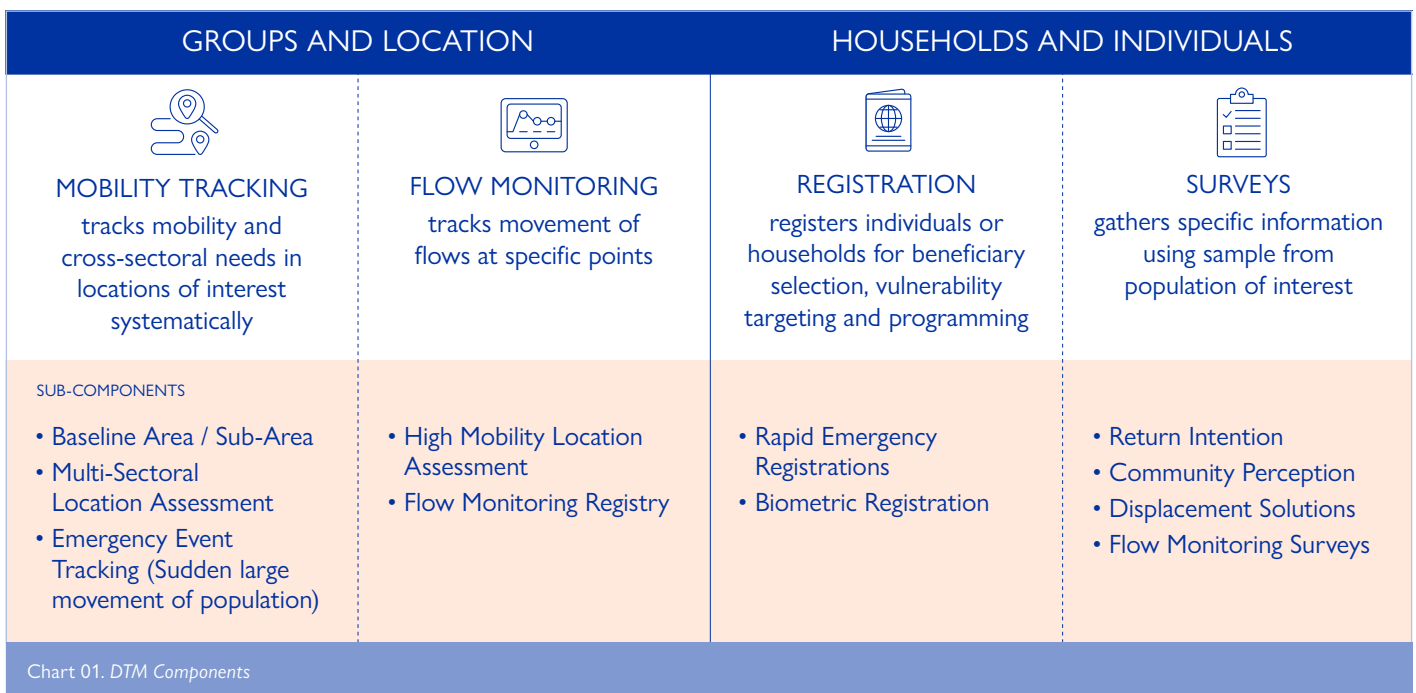 GROUPS AND LOCATION
HOUSEHOLDS AND INDIVIDUALS
MOBILITY TRACKING
tracks mobility and
cross-sectoral needs in
locations of interest
systematically
FLOW MONITORING
tracks movement of
flows at specific points
REGISTRATION
registers individuals or
households for beneficiary
selection, vulnerability
targeting and programming
SURVEYS
gathers specific information
using sample from
population of interest
SUB-COMPONENTS
• Baseline Area / Sub-Area
• Multi-Sectoral
Location Assessment
• Emergency Event
Tracking (Sudden large
movement of population)
• High Mobility Location
Assessment
• Flow Monitoring Registry
• Rapid Emergency
Registrations
• Biometric Registration
• Return Intention
• Community Perception
• Displacement Solutions
• Flow Monitoring Surveys
Chart 01. DTM Components